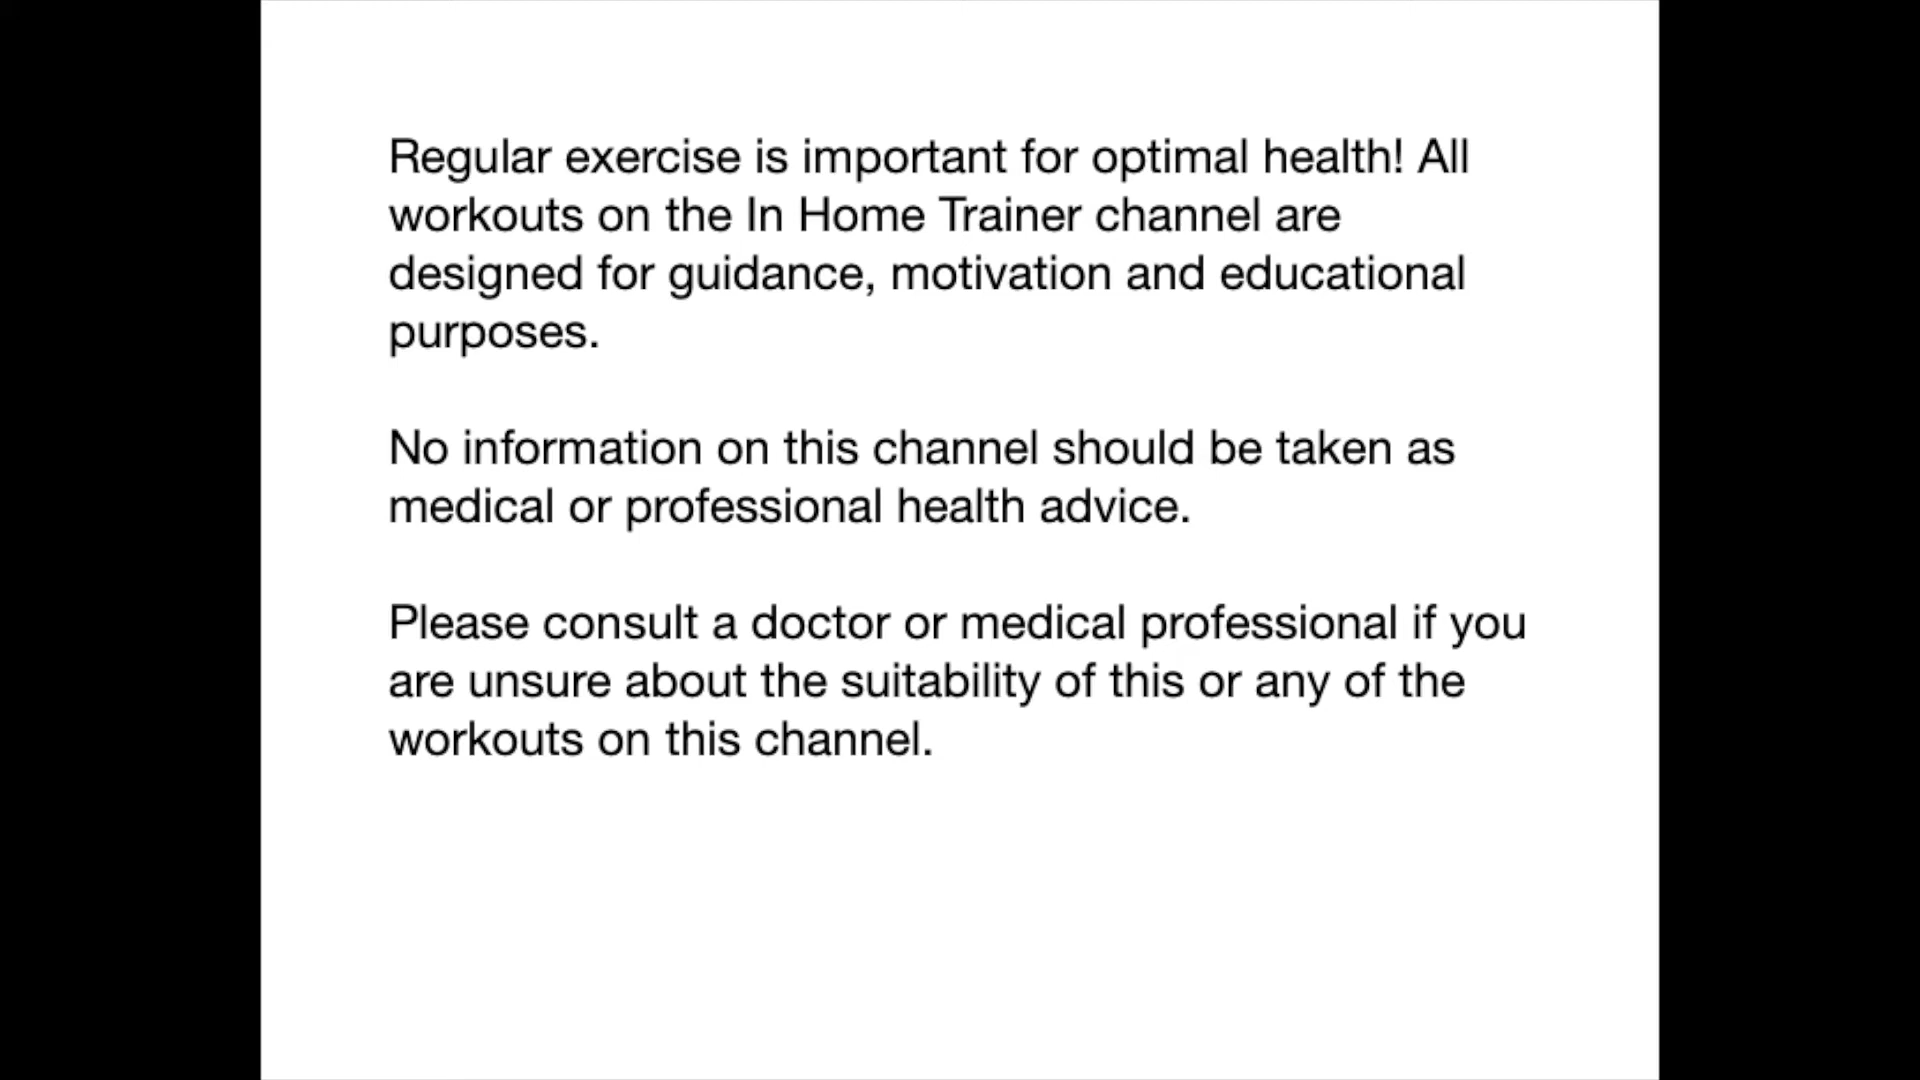 Regular exercise is important for optimal health! All
workouts on the In Home Trainer channel are
designed for guidance, motivation and educational
purposes.
No information on this channel should be taken as
medical or professional health advice.
Please consult a doctor or medical professional if you
are unsure about the suitability of this or any of the
workouts on this channel.